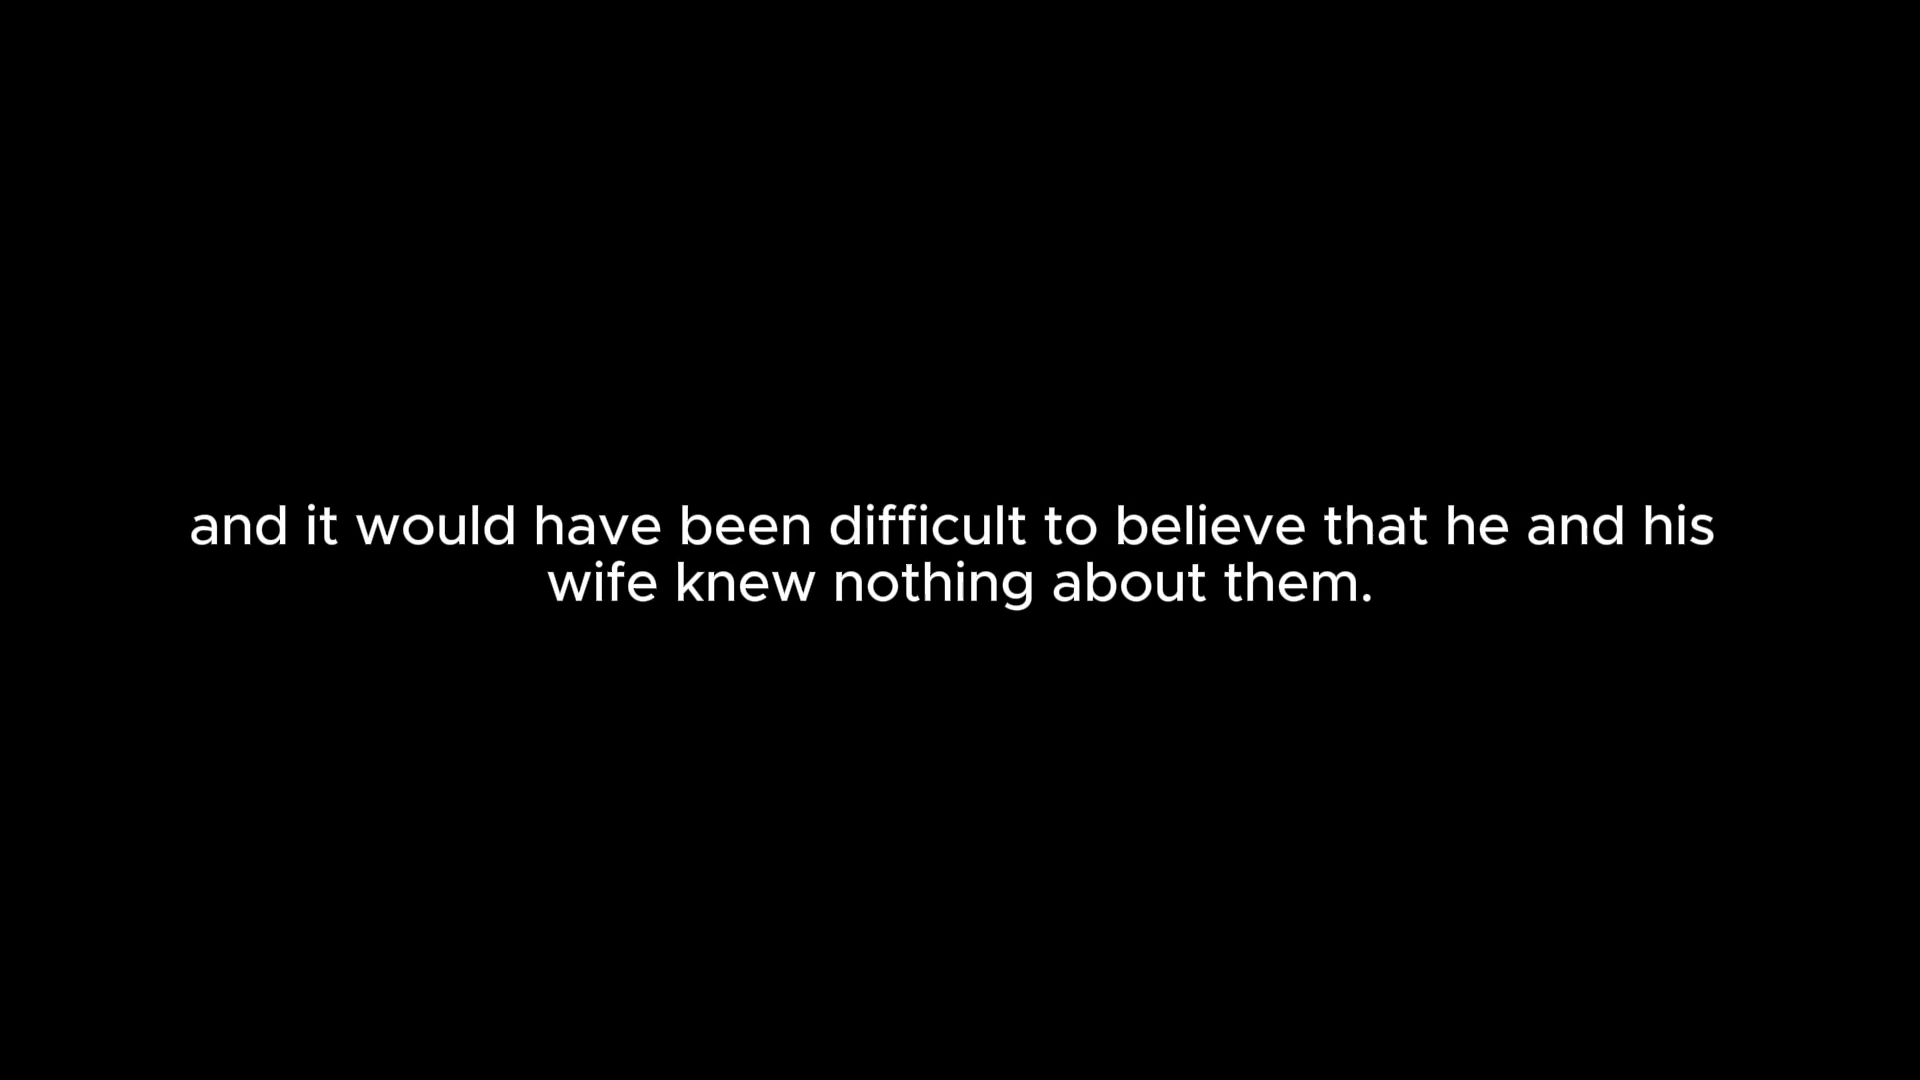 and it would have been difficult to believe that he and his
wife knew nothing about them.